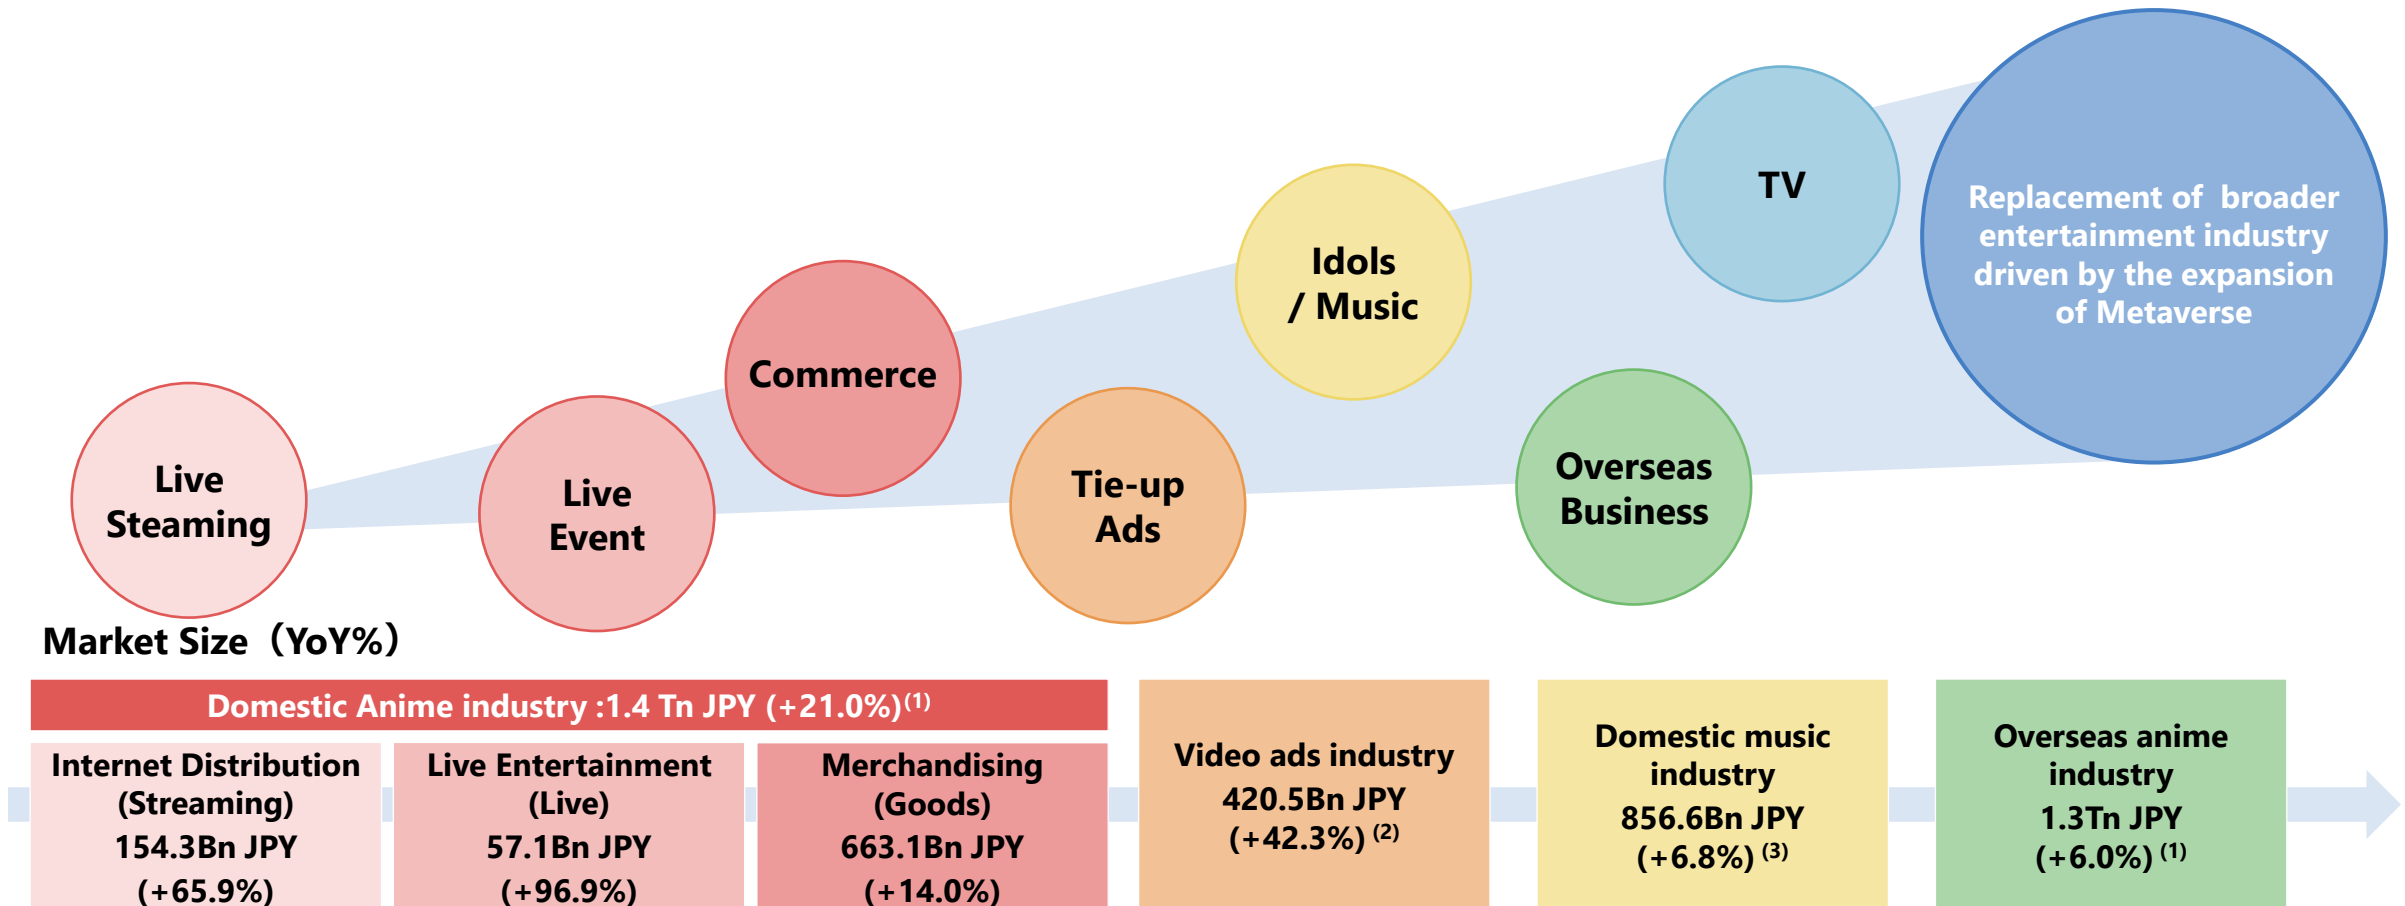 Live
Steaming
Live
Event
Commerce
Tie-up
Ads
Idols
/ Music
Overseas
Business
TV
Replacement of  broader
entertainment industry
driven by the expansion
of Metaverse
Market Size（YoY%）
Domestic Anime industry :1.4 Tn JPY (+21.0%)(1)
Internet Distribution
(Streaming)
154.3Bn JPY
(+65.9%)
Live Entertainment
(Live)
57.1Bn JPY
(+96.9%)
Merchandising
(Goods)
663.1Bn JPY
(+14.0%)
Video ads industry
420.5Bn JPY
(+42.3%) (2)
Domestic music
industry
856.6Bn JPY
(+6.8%) (3)
Overseas anime
industry
1.3Tn JPY
(+6.0%) (1)